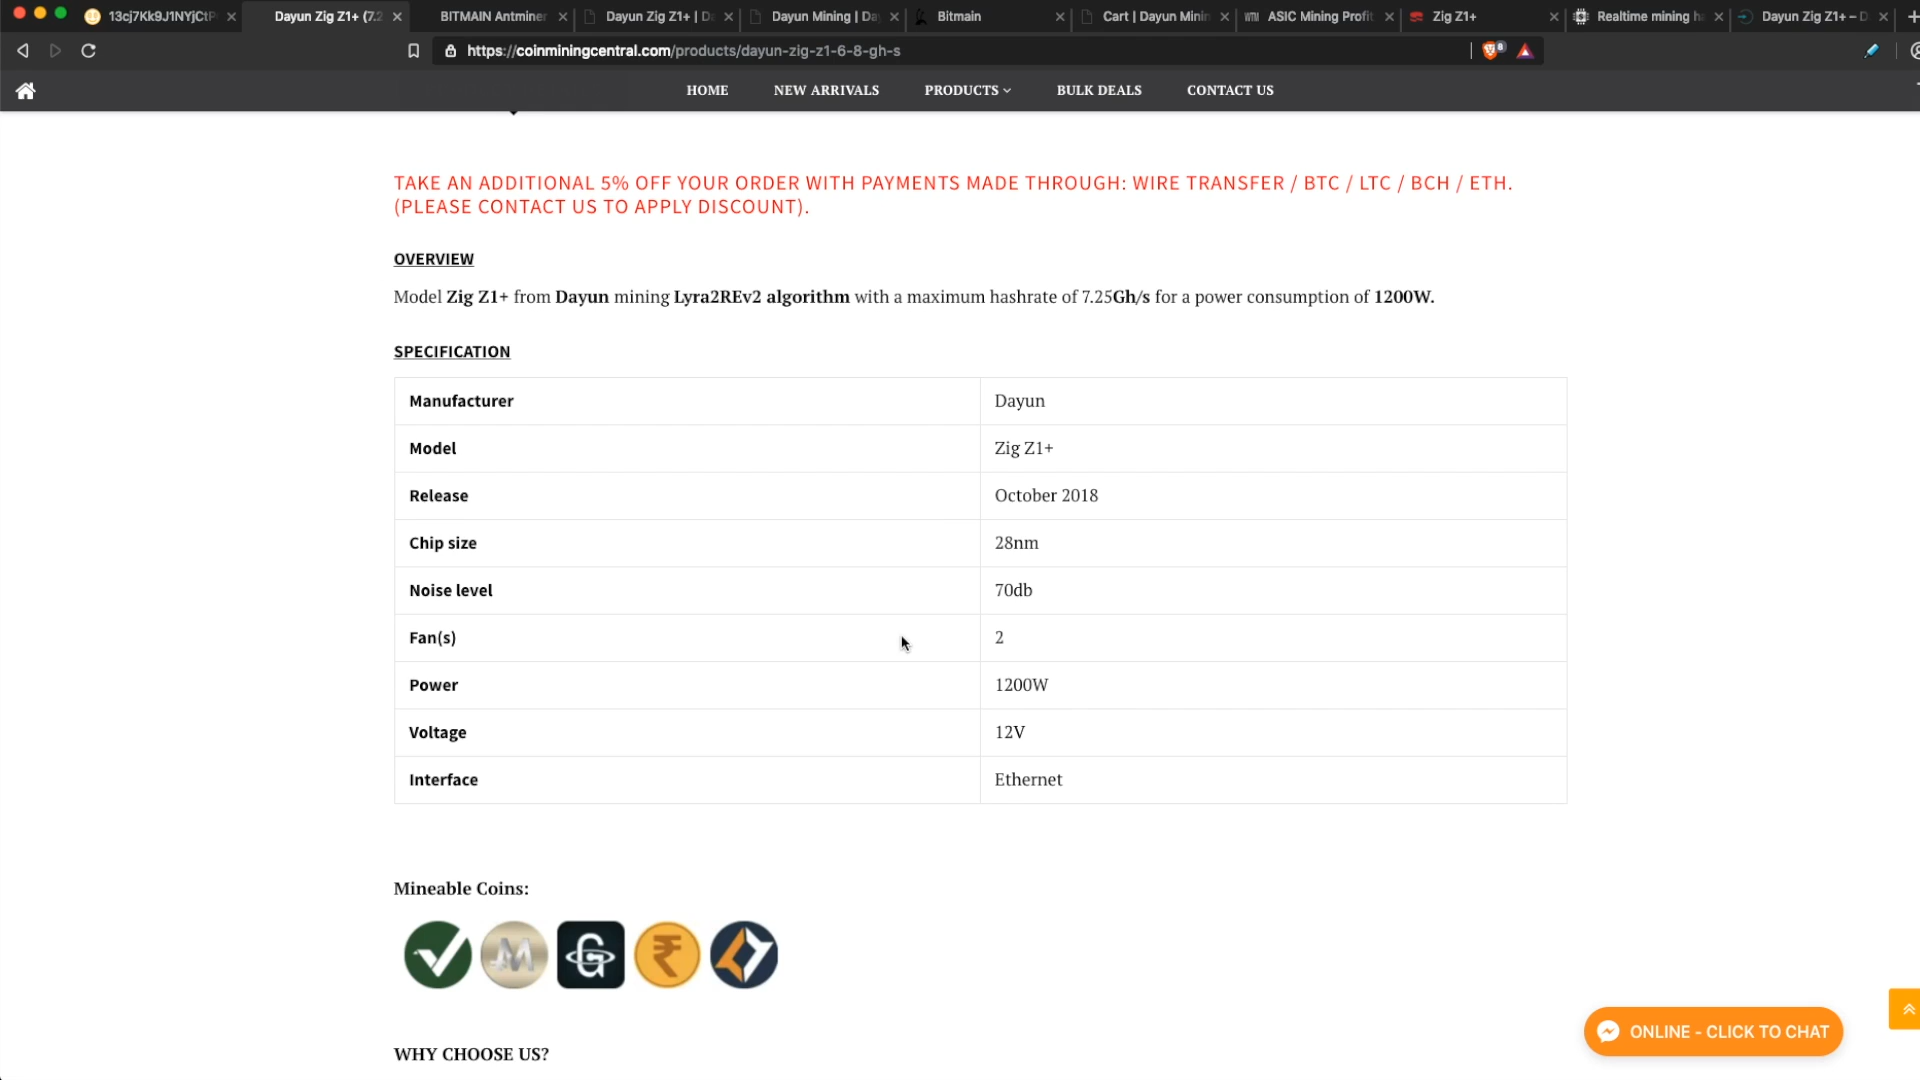 13cj7Kk9J1NYjCtP
Dayun Zig Z1+ (7.2
BITMAIN Antminer
Dayun Zig Z1+ | D
Dayun Mining | Da
Bitmain
Cart | Dayun Minin
WTM
ASIC Mining Profit
Zig Z1+
Realtime mining h
Dayun Zig Z1+ – D
https://coinminingcentral.com/products/dayun-zig-z1-6-8-gh-s
8
HOME
NEW ARRIVALS
PRODUCTS
BULK DEALS
CONTACT US
TAKE AN ADDITIONAL 5% OFF YOUR ORDER WITH PAYMENTS MADE THROUGH: WIRE TRANSFER / BTC / LTC / BCH / ETH.
(PLEASE CONTACT US TO APPLY DISCOUNT).
OVERVIEW
Model Zig Z1+ from Dayun mining Lyra2REv2 algorithm with a maximum hashrate of 7.25Gh/s for a power consumption of 1200W.
SPECIFICATION
Manufacturer Dayun
Model Zig Z1+
Release October 2018
Chip size 28nm
Noise level 70db
Fan(s) 2
Power 1200W
Voltage 12V
Interface Ethernet
Mineable Coins:
WHY CHOOSE US?
ONLINE - CLICK TO CHAT